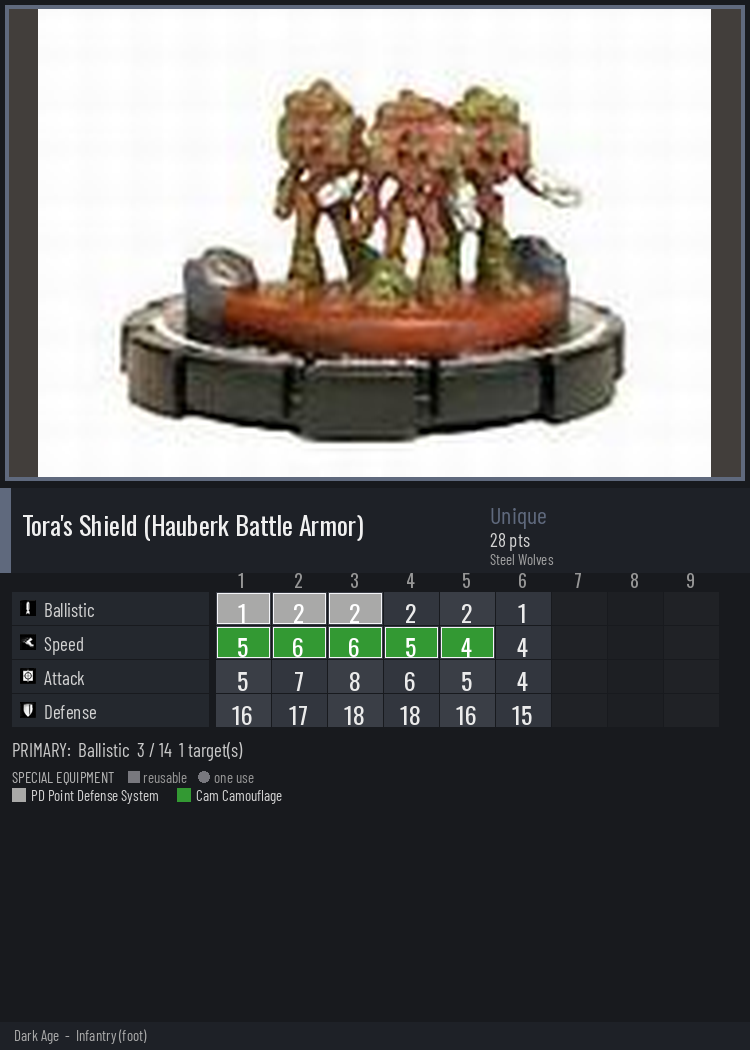 Tora's Shield (Hauberk Battle Armor)
Unique
28 pts
Steel Wolves
1 2 3 4 5 6 7 8 9
Ballistic 1 2 2 2 2 1
Speed 5 6 6 5 4 4
Attack 5 7 8 6 5 4
Defense 16 17 18 18 16 15
PRIMARY: Ballistic 3 / 14 1 target(s)
SPECIAL EQUIPMENT reusable one use
PD Point Defense System Cam Camouflage
Dark Age - Infantry (foot)